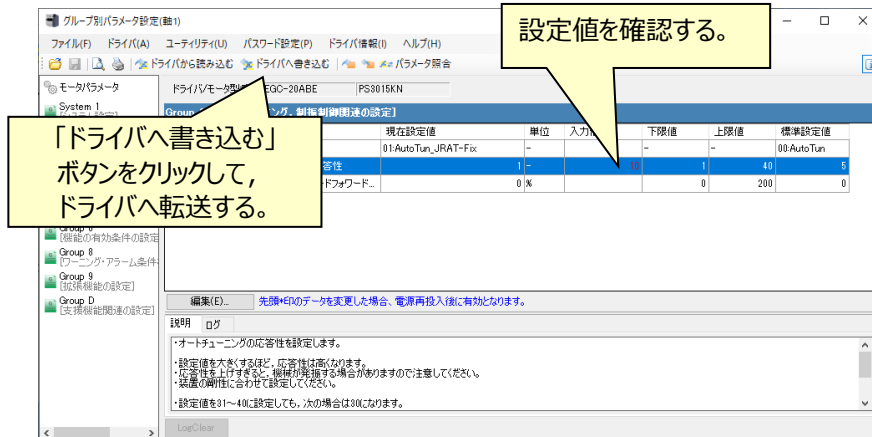 グループ別パラメータ設定(軸1)
設定値を確認する。
ファイル(F) ドライバ(A) ユーティリティ(U) パスワード設定(P) ドライバ情報(I) ヘルプ(H)
ドライバから読み込む ドライバへ書き込む パラメータ照合
モータパラメータ
ドライバ/モータ型 EGC-20ABE PS3015KN
System 1
Group ング, 制振制御関連の設定]
「ドライバへ書き込む」
ボタンをクリックして,
ドライバへ転送する。
現在設定値 単位 入力 下限値 上限値 標準設定値
01:AutoTun_JRAT-Fix - - - 00:AutoTun
答性 1 - 15 1 40 5
ドフォワード... 0 % 0 200 0
[機能の有効条件の設定
Group 8
[ワーニング・アラーム条件
Group 9
[拡張機能の設定]
Group D
[支援機能関連の設定]
編集(E)... 先頭*印のデータを変更した場合、電源再投入後に有効となります。
説明 ログ
・オートチューニングの応答性を設定します。
・設定値を大きくするほど, 応答性は高くなります。
・応答性を上げすぎると, 機械が発振する場合がありますので注意してください。
・装置の剛性に合わせて設定してください。
・設定値を31～40に設定しても, 次の場合は30になります。
LogClear